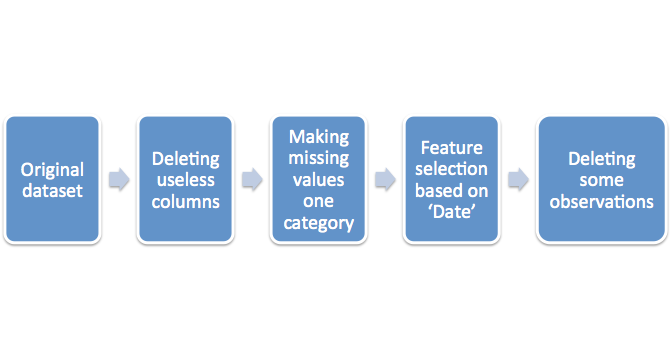 Original
dataset
Deleting
useless
columns
Making
missing
values
one
category
Feature
selection
based on
‘Date’
Deleting
some
observations